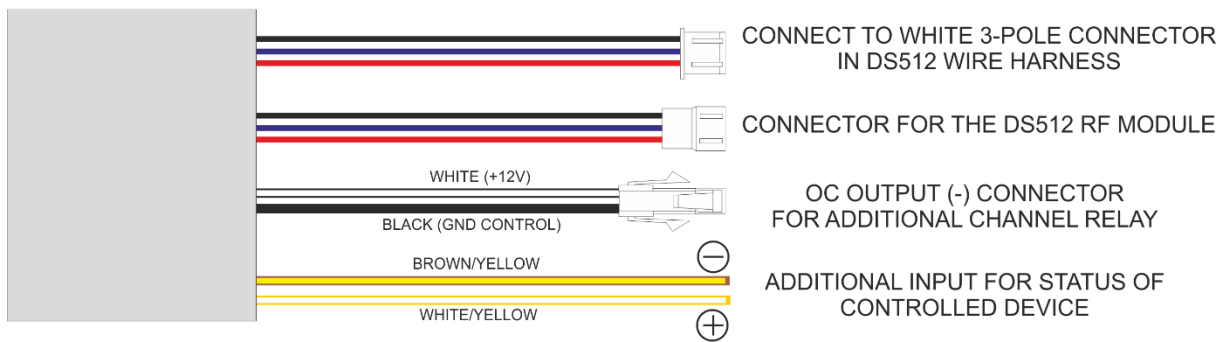 CONNECT TO WHITE 3-POLE CONNECTOR
IN DS512 WIRE HARNESS
CONNECTOR FOR THE DS512 RF MODULE
WHITE (+12V)
BLACK (GND CONTROL)
OC OUTPUT (-) CONNECTOR
FOR ADDITIONAL CHANNEL RELAY
BROWN/YELLOW
−
WHITE/YELLOW
+
ADDITIONAL INPUT FOR STATUS OF
CONTROLLED DEVICE